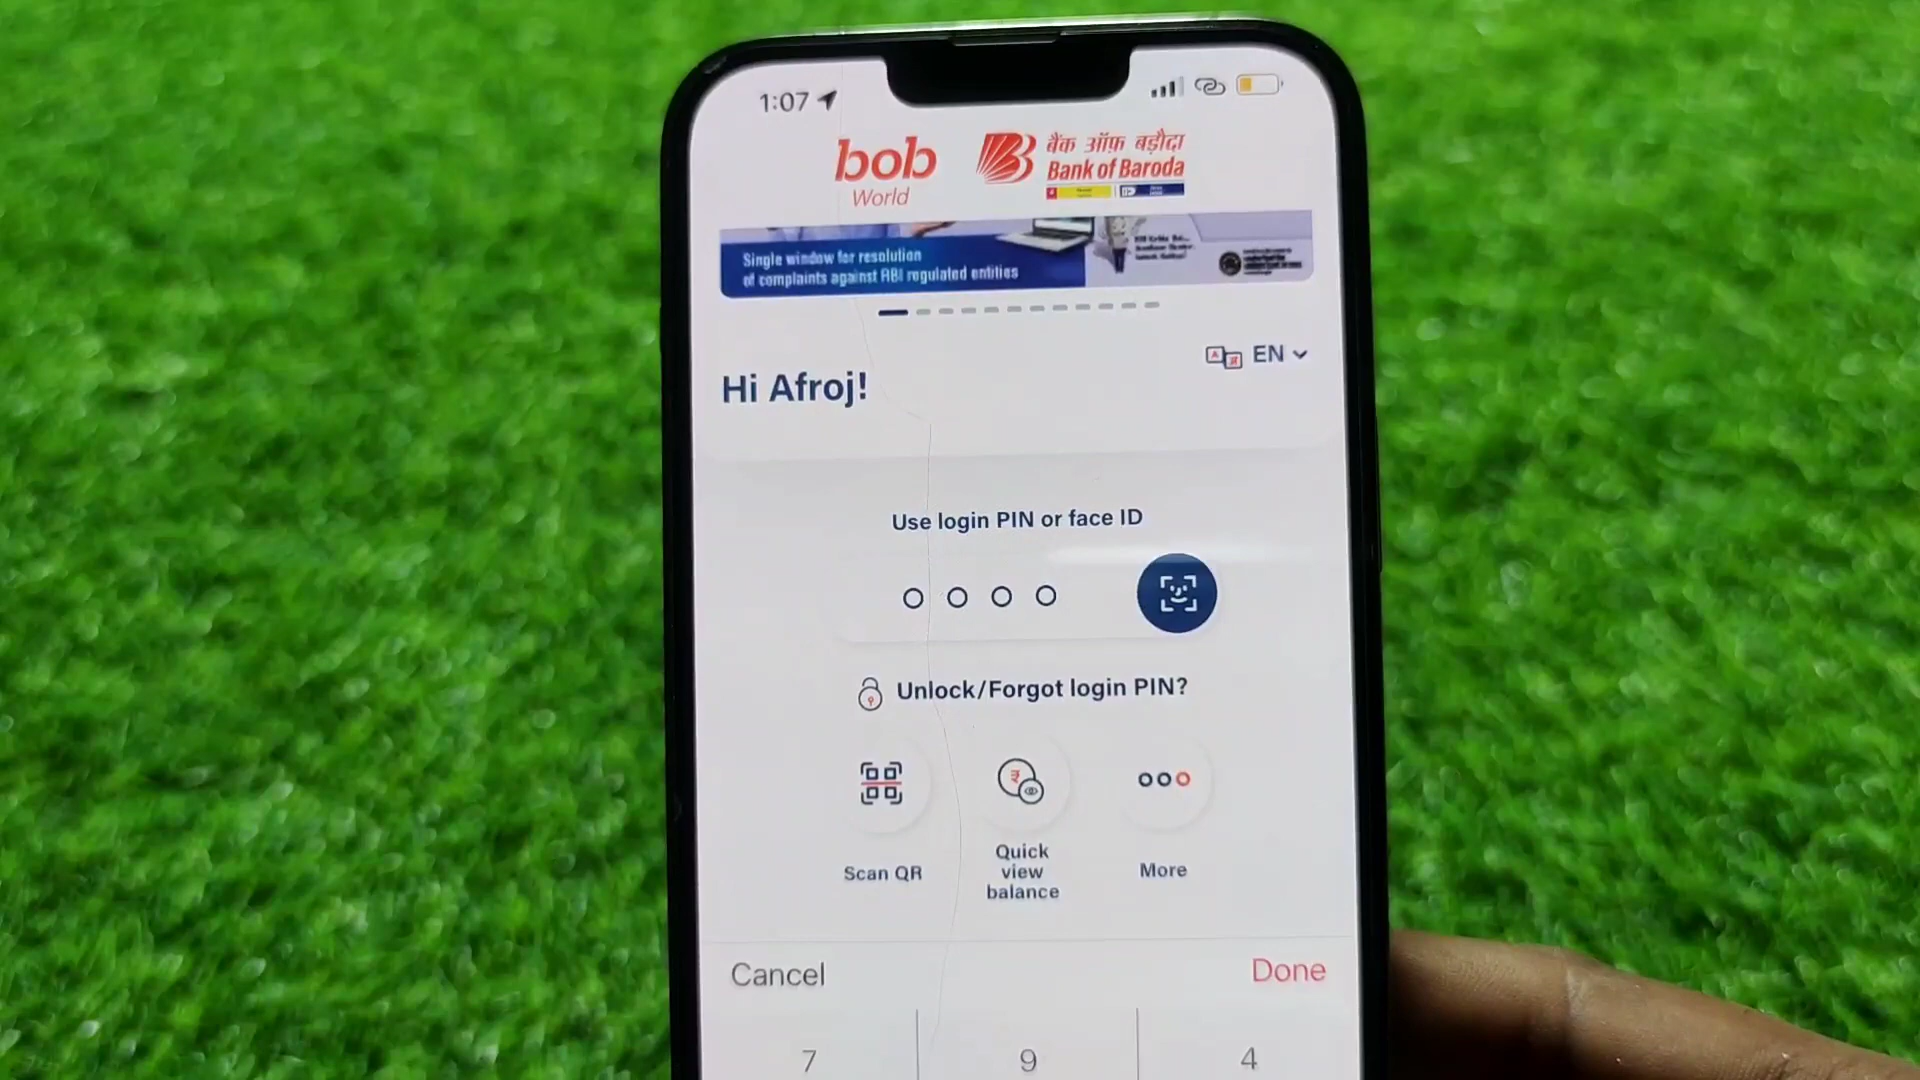 1:07
bob
World
बैंक ऑफ़ बड़ौदा
Bank of Baroda
Single window for resolution
of complaints against RBI regulated entities
EN
Hi Afroj!
Use login PIN or face ID
Unlock/Forgot login PIN?
Scan QR
Quick
view
balance
More
Cancel
Done
7 9 4